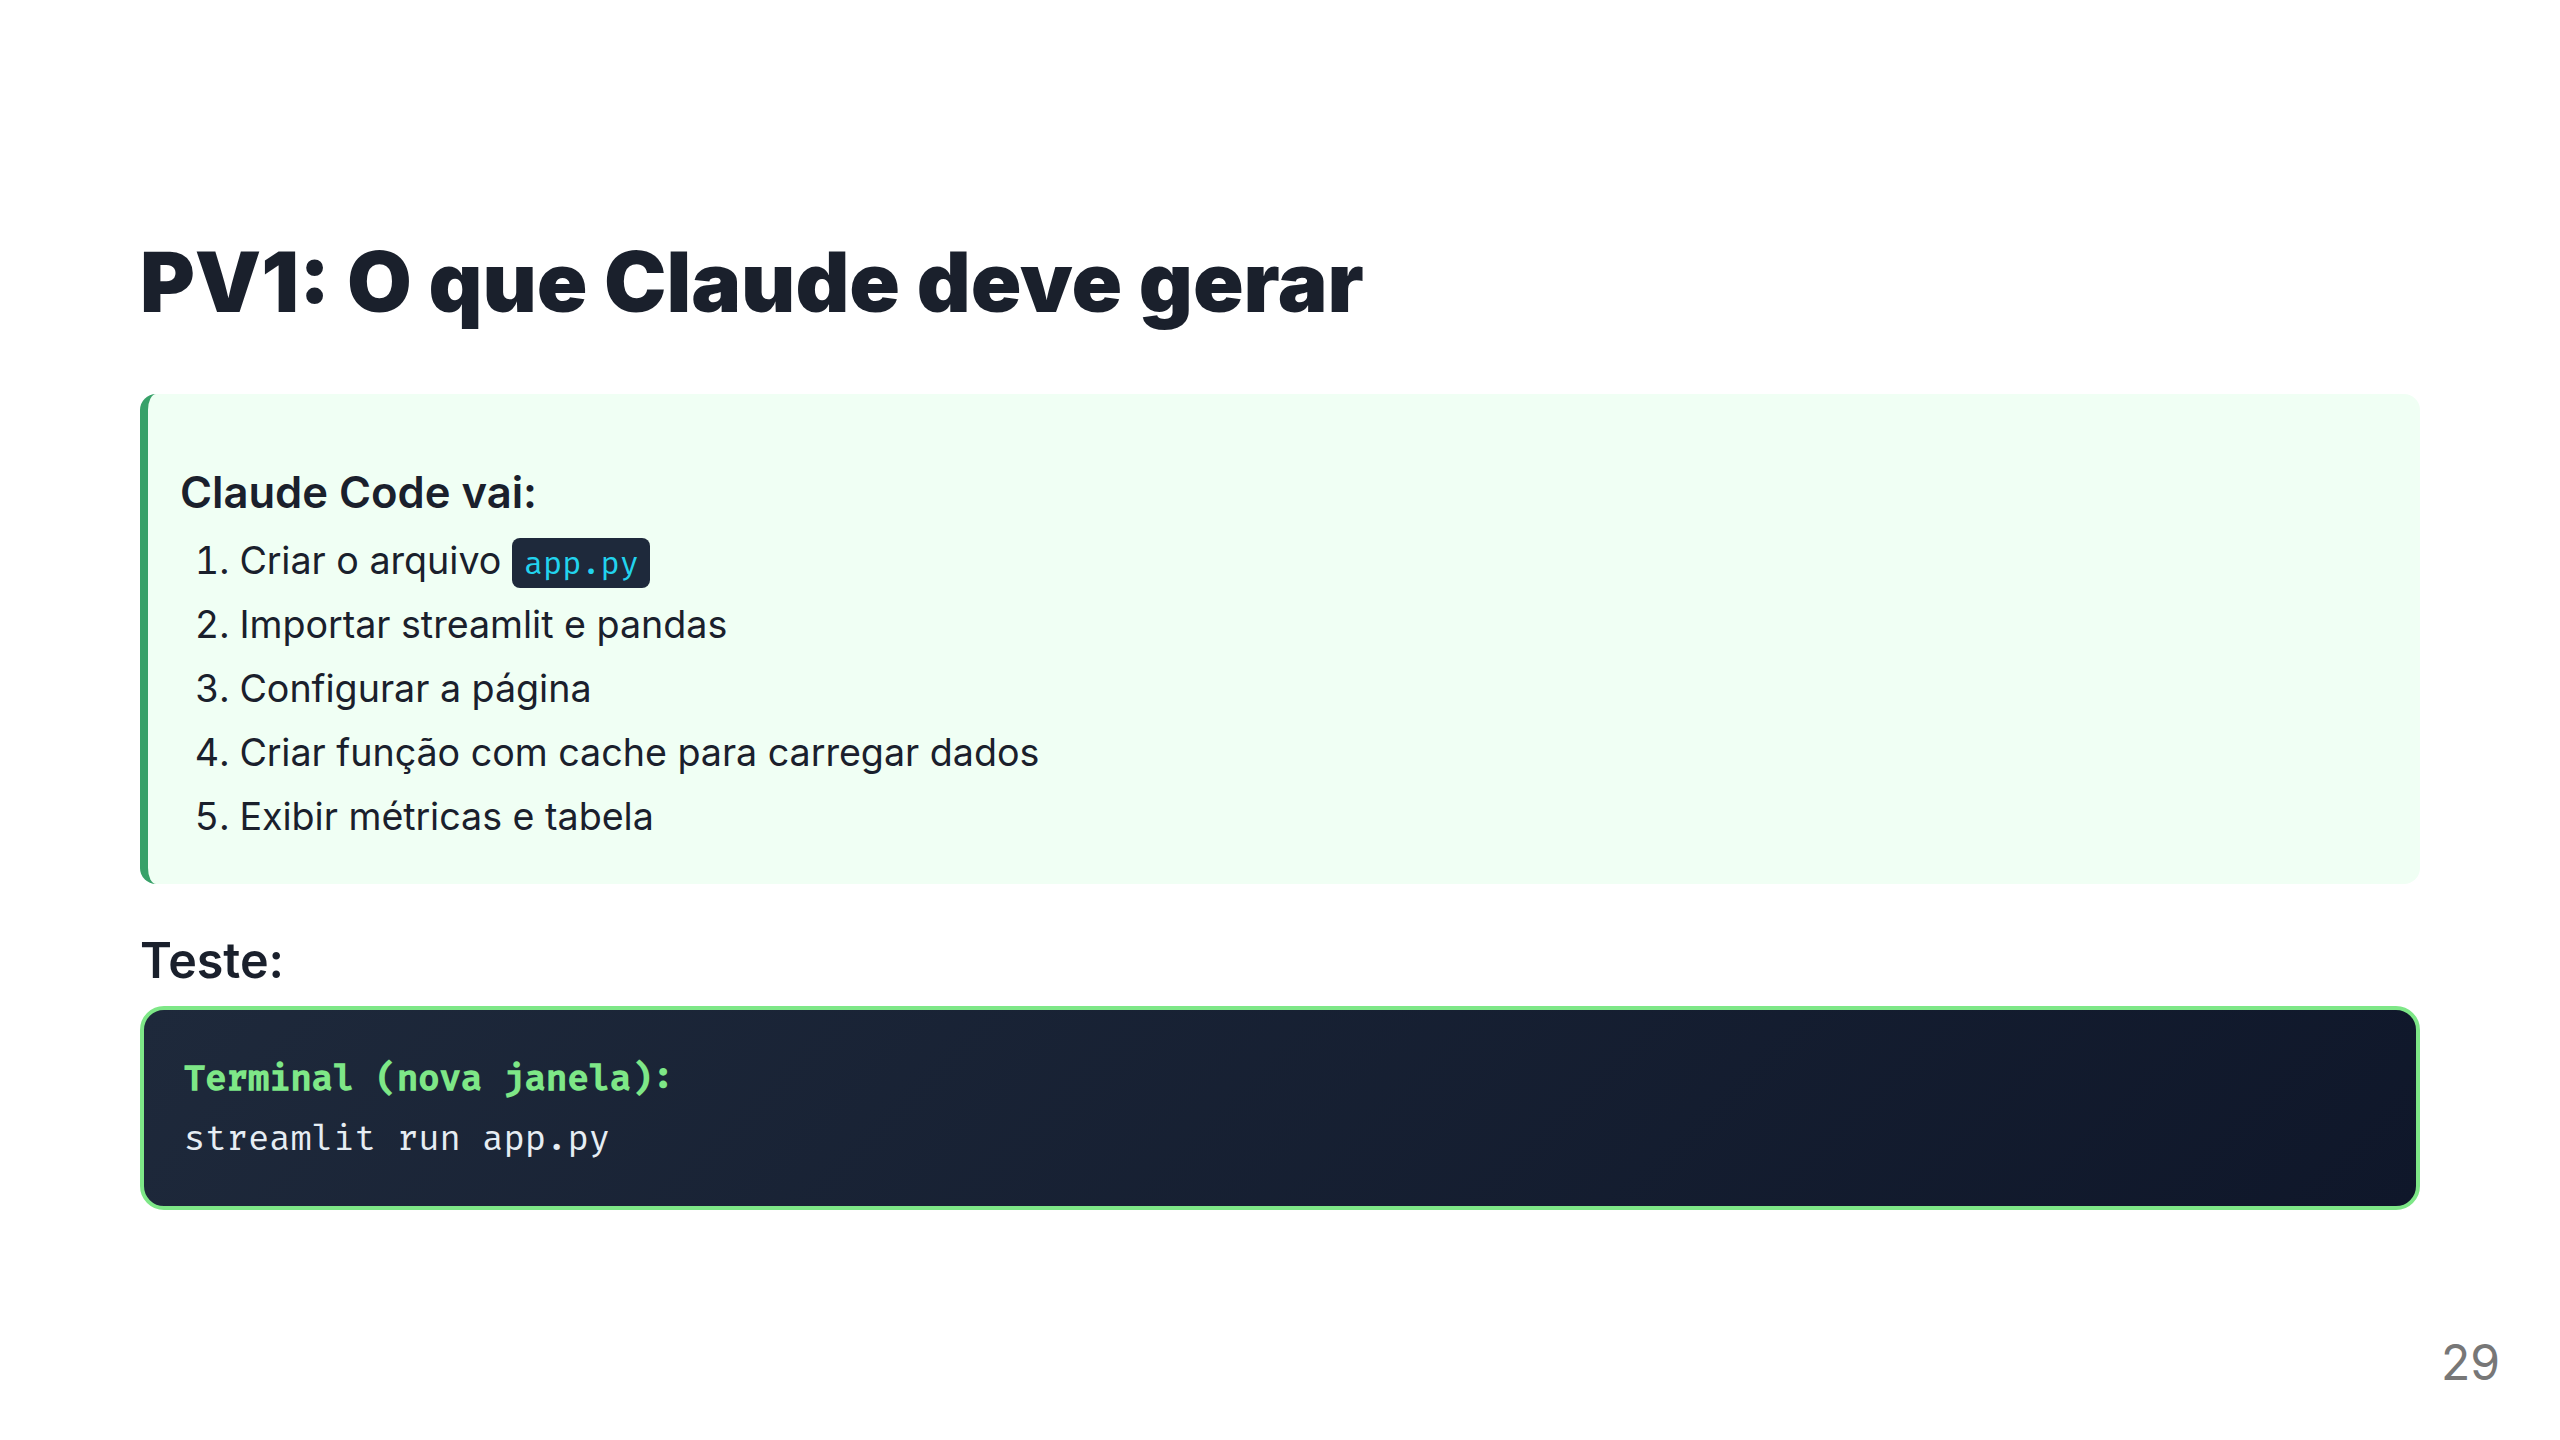 PV1: O que Claude deve gerar
Claude Code vai:
1. Criar o arquivo app.py
2. Importar streamlit e pandas
3. Configurar a página
4. Criar função com cache para carregar dados
5. Exibir métricas e tabela
Teste:
Terminal (nova janela):
streamlit run app.py
29